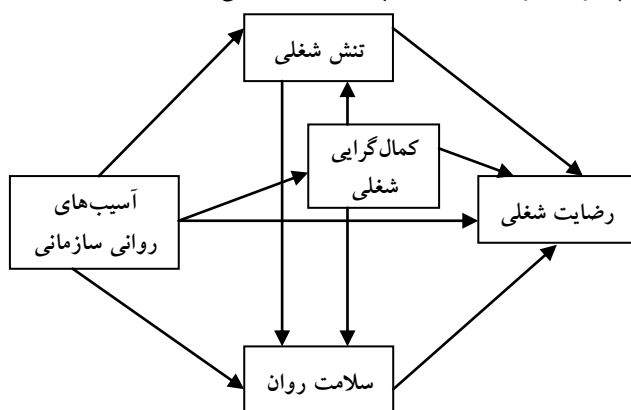 تنش شغلی
کمال‌گرایی
شغلی
آسیب‌های
روانی سازمانی
رضایت شغلی
سلامت روان